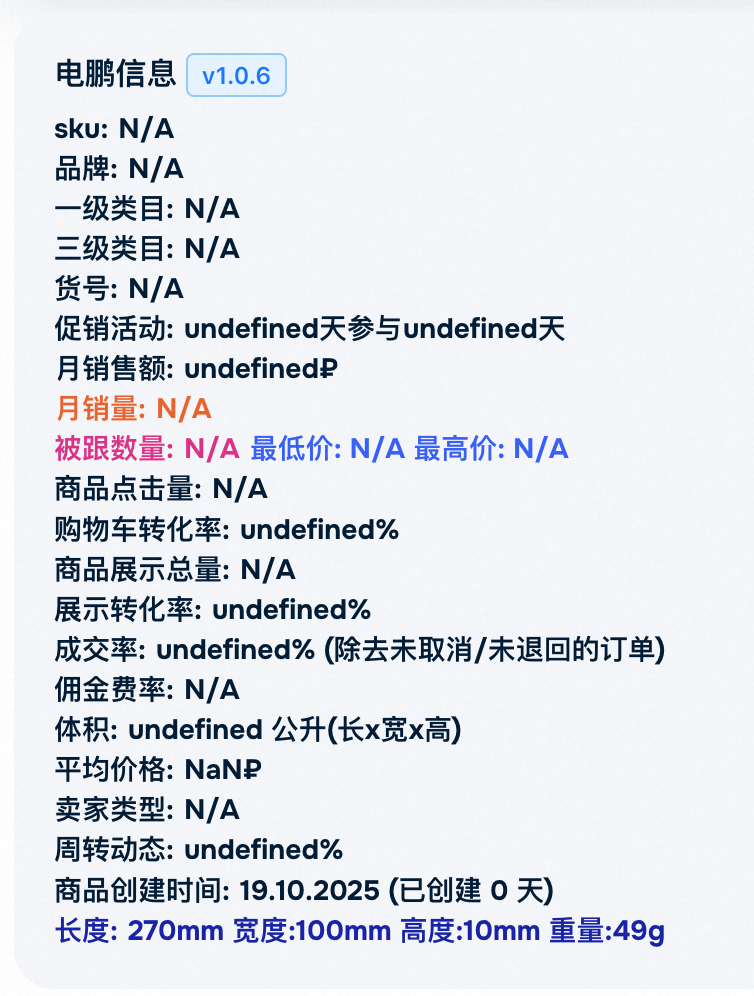 电鹏信息 v1.0.6
sku: N/A
品牌: N/A
一级类目: N/A
三级类目: N/A
货号: N/A
促销活动: undefined天参与undefined天
月销售额: undefined₽
月销量: N/A
被跟数量: N/A 最低价: N/A 最高价: N/A
商品点击量: N/A
购物车转化率: undefined%
商品展示总量: N/A
展示转化率: undefined%
成交率: undefined% (除去未取消/未退回的订单)
佣金费率: N/A
体积: undefined 公升(长x宽x高)
平均价格: NaN₽
卖家类型: N/A
周转动态: undefined%
商品创建时间: 19.10.2025 (已创建 0 天)
长度: 270mm 宽度:100mm 高度:10mm 重量:49g